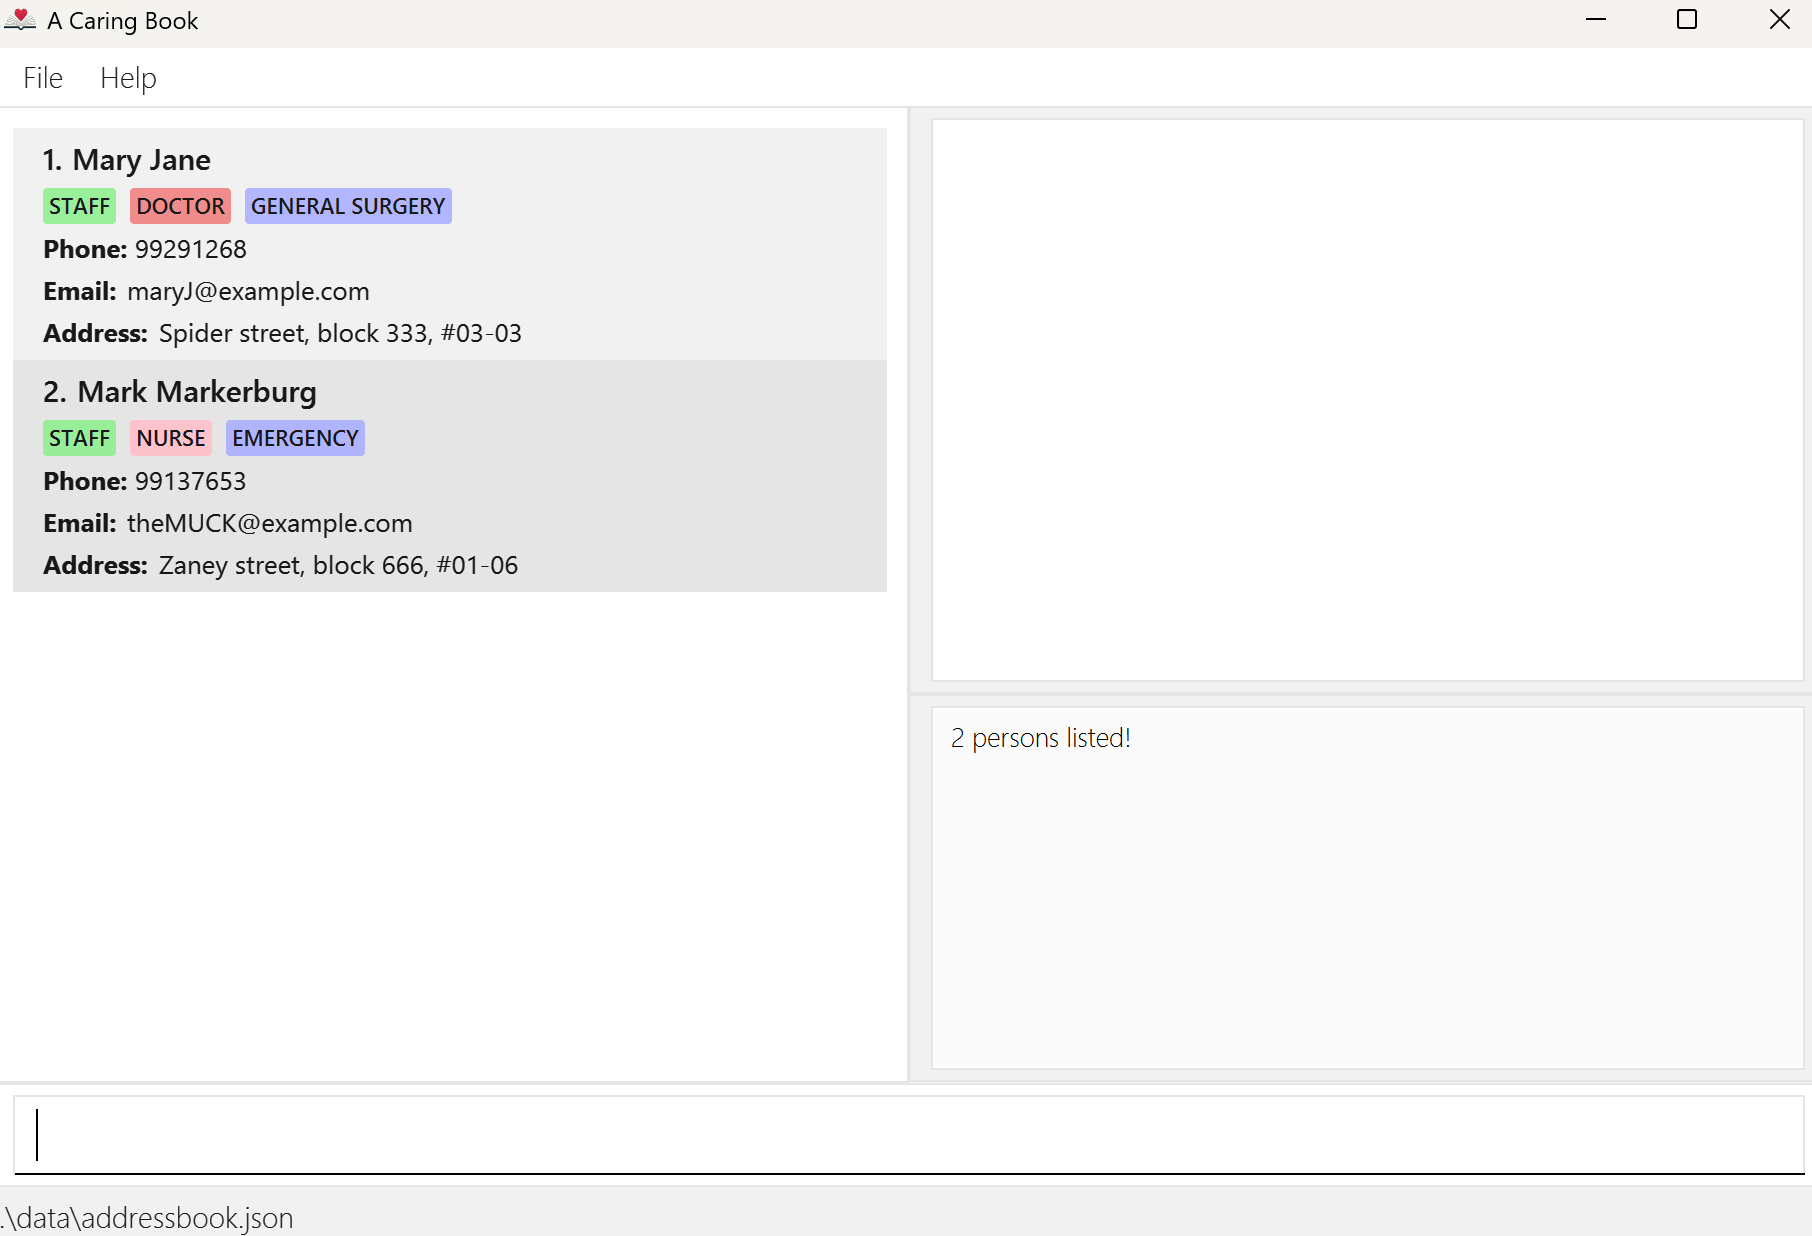 A Caring Book
File Help
1. Mary Jane
STAFF DOCTOR GENERAL SURGERY
Phone: 99291268
Email: maryJ@example.com
Address: Spider street, block 333, #03-03
2. Mark Markerburg
STAFF NURSE EMERGENCY
Phone: 99137653
Email: theMUCK@example.com
Address: Zaney street, block 666, #01-06
2 persons listed!
.\data\addressbook.json